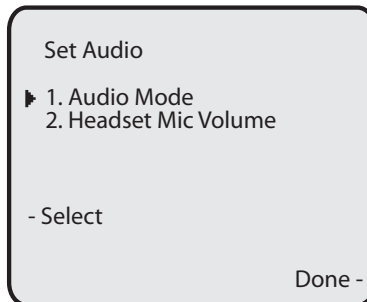 Set Audio
1. Audio Mode
2. Headset Mic Volume
- Select
Done -